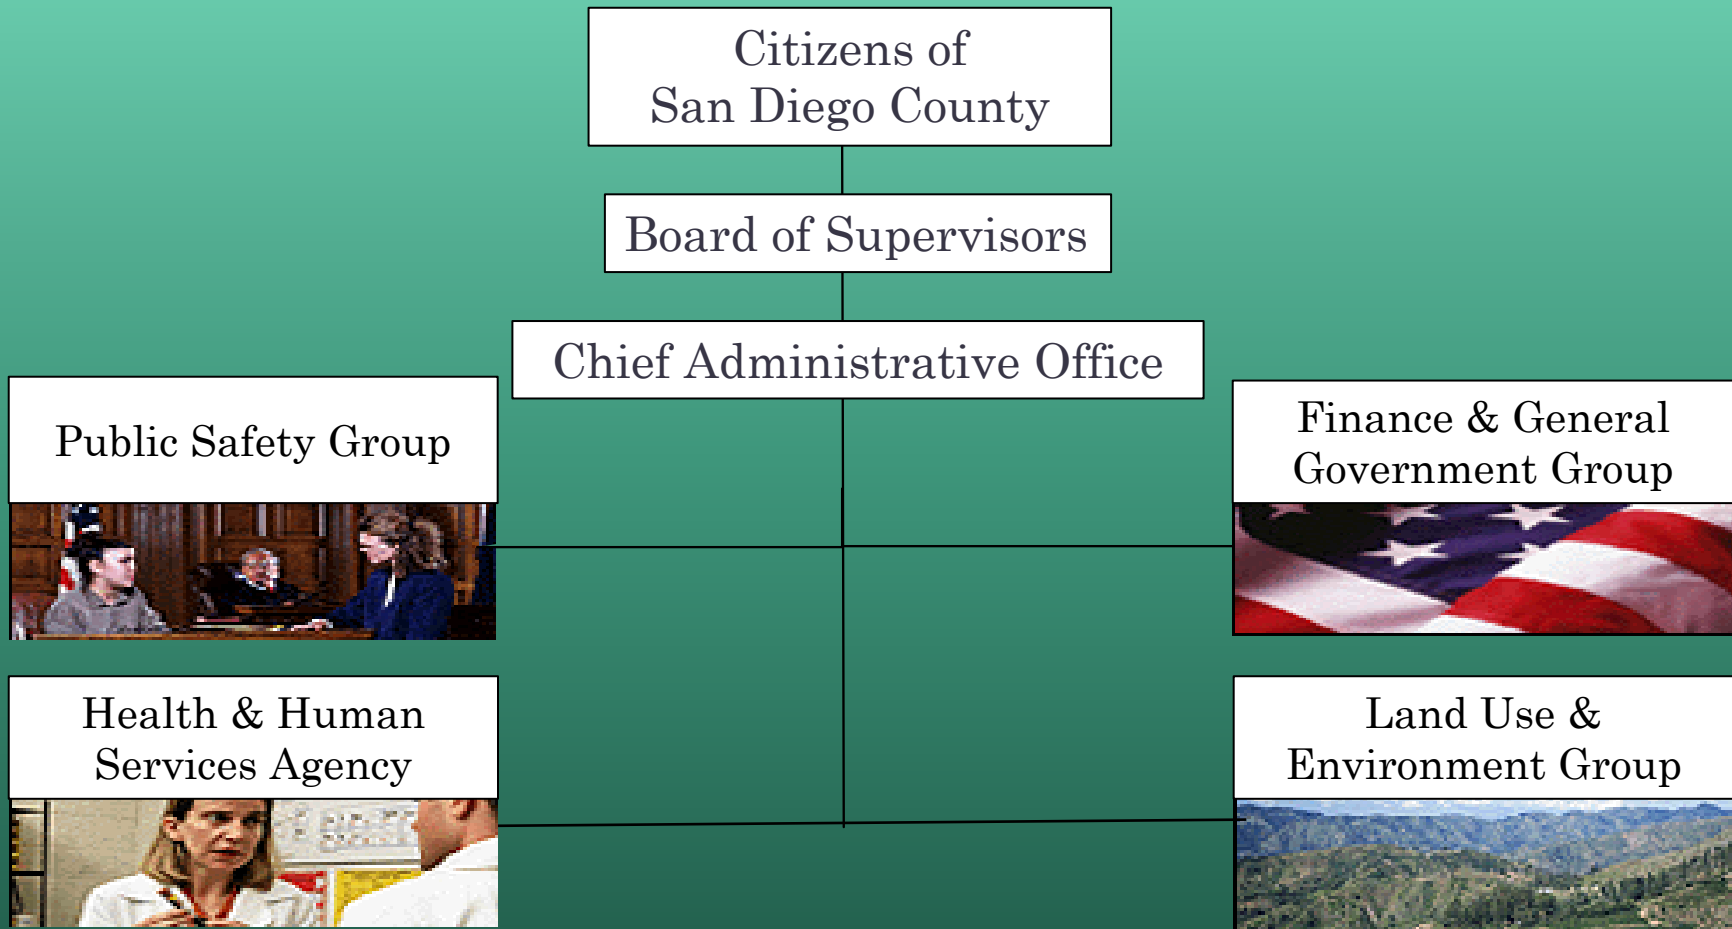 Citizens of
San Diego County
Board of Supervisors
Chief Administrative Office
Public Safety Group
Finance & General
Government Group
Health & Human
Services Agency
Land Use &
Environment Group